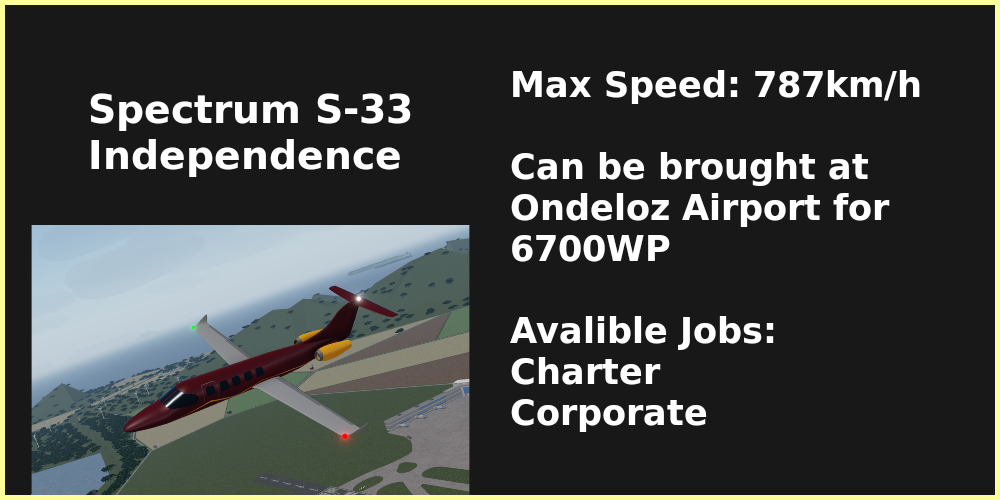 Spectrum S-33
Independence
Max Speed: 787km/h
Can be brought at
Ondeloz Airport for
6700WP
Avalible Jobs:
Charter
Corporate